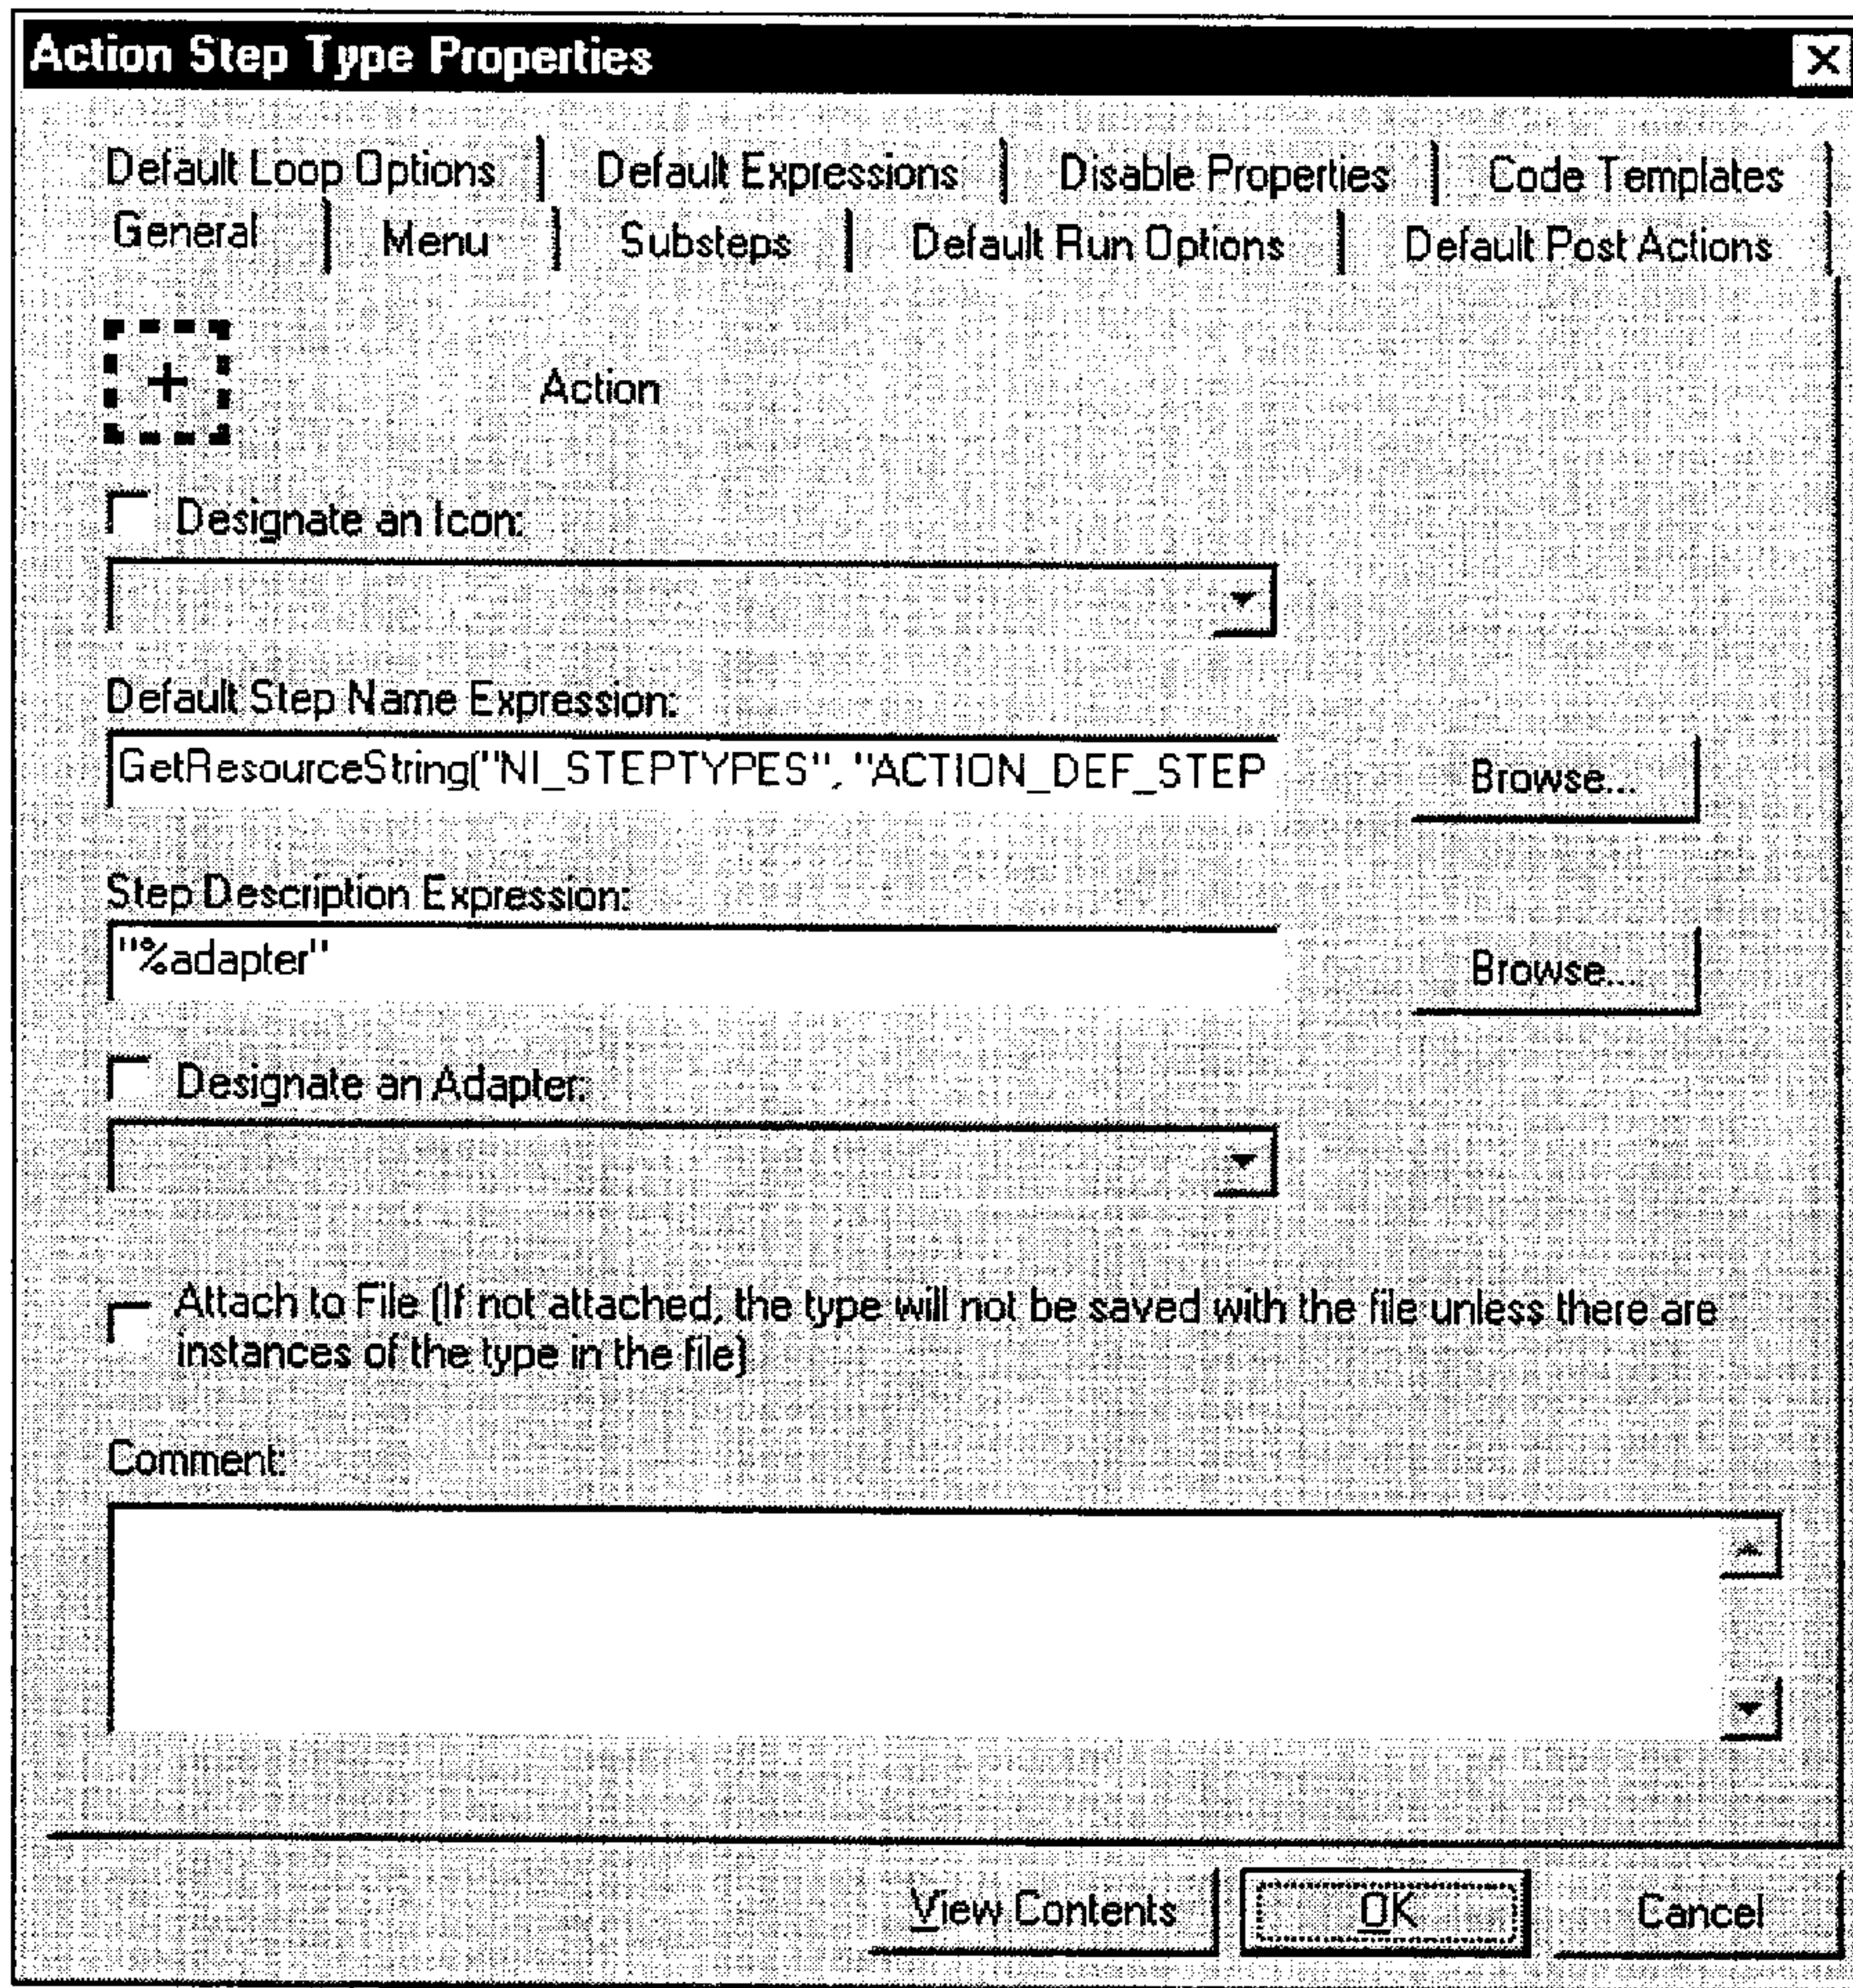 Action Step Type Properties
Default Loop Options Default Expressions Disable Properties Code Templates
General Menu Substeps Default Run Options Default Post Actions
Action
Designate an Icon:
Default Step Name Expression:
GetResourceString("NI_STEPTYPES", "ACTION_DEF_STEP
Browse...
Step Description Expression:
"%adapter"
Browse...
Designate an Adapter:
Attach to File (If not attached, the type will not be saved with the file unless there are
instances of the type in the file)
Comment:
View Contents OK Cancel